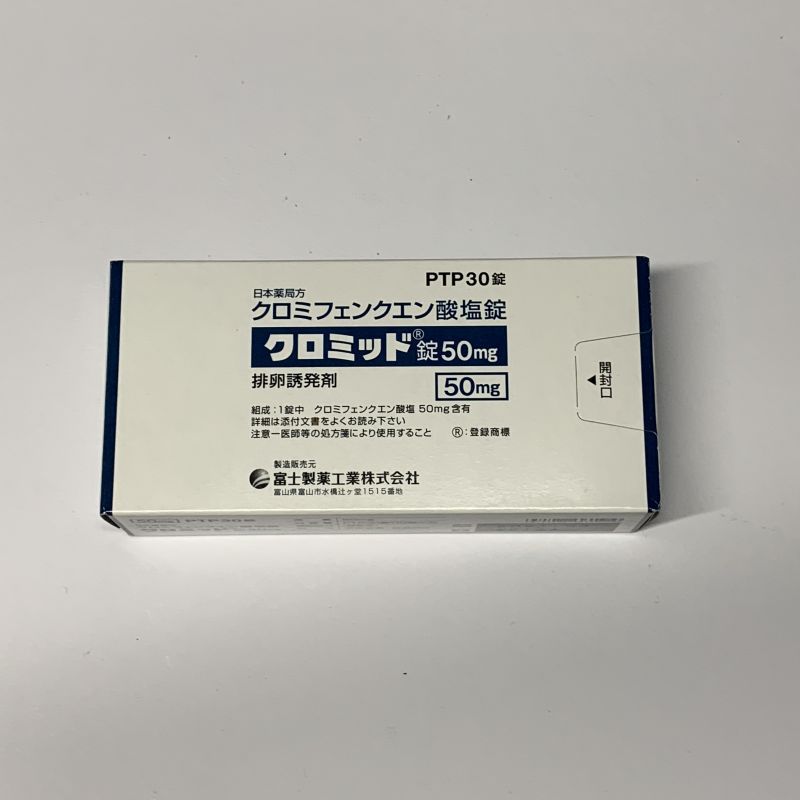 PTP30錠
日本薬局方
クロミフェンクエン酸塩錠
クロミッド®錠50mg
排卵誘発剤
50mg
組成：1錠中 クロミフェンクエン酸塩 50mg含有
詳細は添付文書をよくお読み下さい
注意－医師等の処方箋により使用すること Ⓡ：登録商標
製造販売元
富士製薬工業株式会社
富山県富山市水橋辻ヶ堂1515番地
開封口
50mg PTP30錠